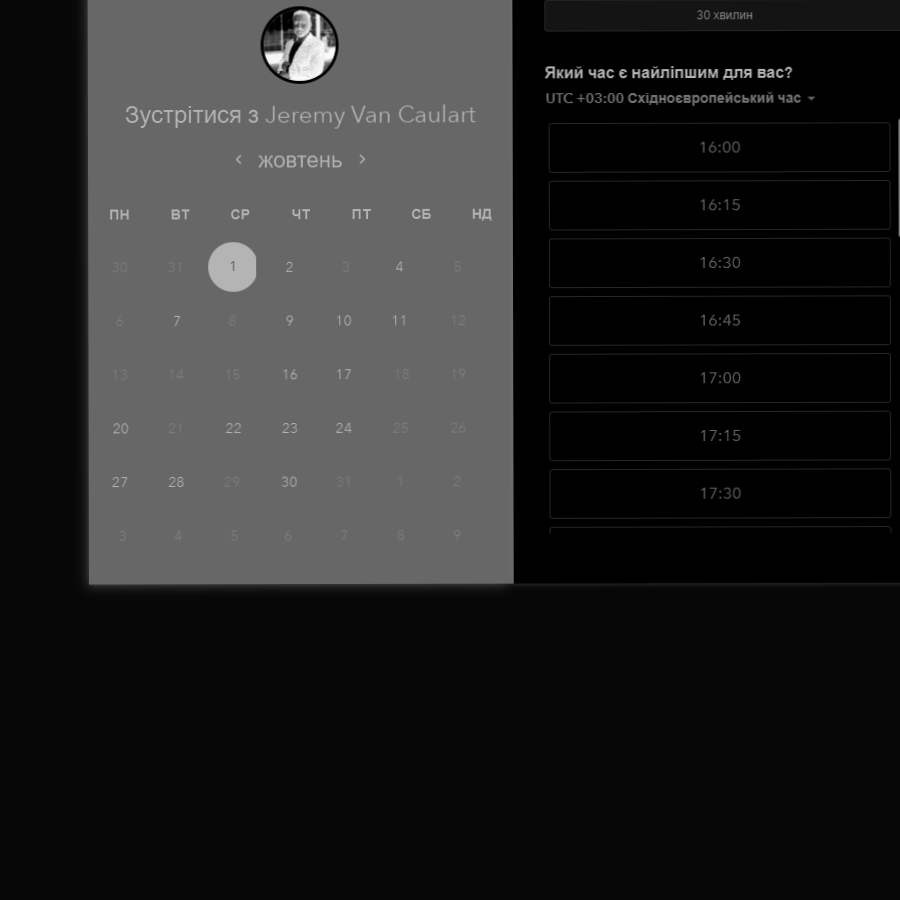 Зустрітися з Jeremy Van Caulart
жовтень
ПН ВТ СР ЧТ ПТ СБ НД
30 31 1 2 3 4 5
6 7 8 9 10 11 12
13 14 15 16 17 18 19
20 21 22 23 24 25 26
27 28 29 30 31 1 2
3 4 5 6 7 8 9
30 хвилин
Який час є найліпшим для вас?
UTC +03:00 Східноєвропейський час
16:00
16:15
16:30
16:45
17:00
17:15
17:30